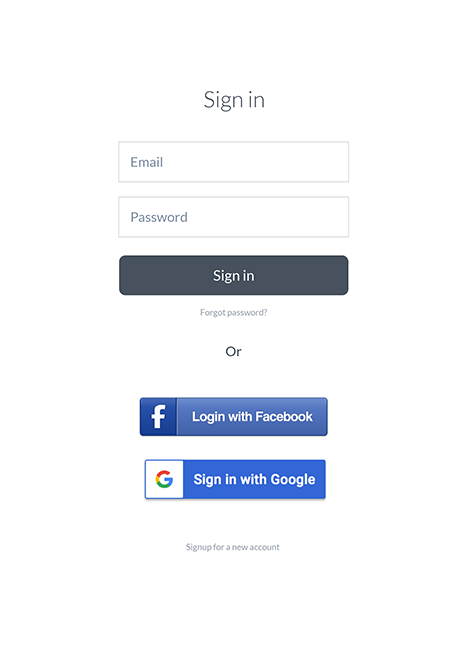 Sign in
Email
Password
Sign in
Forgot password?
Or
f Login with Facebook
G Sign in with Google
Signup for a new account